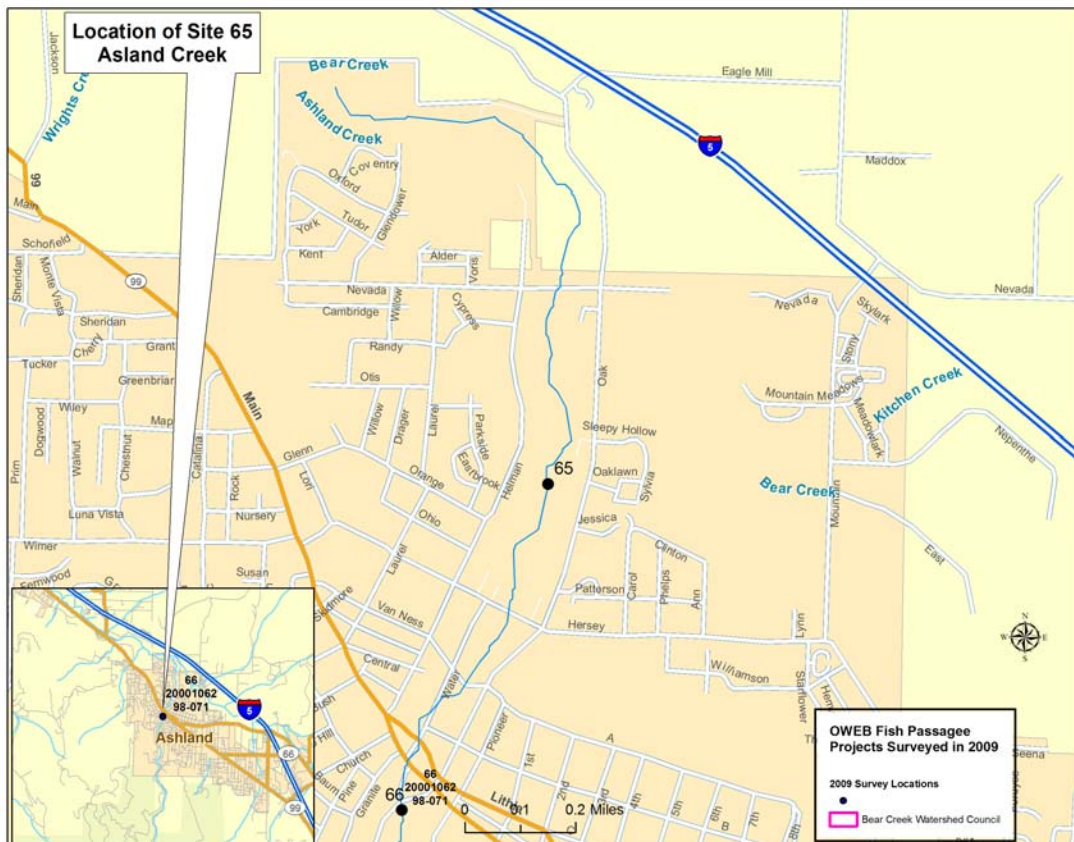 Location of Site 65
Asland Creek
Jackson
Wrights Cre
Bear Creek
Ashland Creek
Eagle Mill
5
Maddox
99
Main
Schofield
99
Coventry
Oxford
Tudor
Glendower
York
Kent
Alder
Voris
Nevada
Nevada
Nevada
Skylark
Stony
Sheridan
Monte Vista
Sheridan
Cherry
Grant
Tucker
Greenbriar
Cambridge
Willow
Cypress
Randy
Otis
Oak
Mountain Meadows
Meadowlark
Kitchen Creek
Nepenthe
Wiley
Map
Dogwood
Walnut
Chestnut
Catalina
Main
Willow
Drager
Laurel
Parkside
Eastbrook
Helman
Sleepy Hollow
Oaklawn
Sylvia
65
Glenn
Lori
Orange
Ohio
Prim
Rock
Luna Vista
Nursery
Jessica
Bear Creek
Mountain
East
Wimer
Laurel
Clinton
Carol
Phelps
Ann
Patterson
Fernwood
Susan
Skidmore
Van Ness
Hersey
Lynn
Central
Water
Williamson
Starflower
Bush
Hill
Church
Baum
Pine
Granite
Pioneer
1st
2nd
4th
5th
6th
7th
8th
A
B
Seena
66
20001062
98-071
66
Lithia
0 0.1 0.2 Miles
N
W E
S
66
20001062
98-071
Ashland
5
66
99
OWEB Fish Passagee
Projects Surveyed in 2009
2009 Survey Locations
Bear Creek Watershed Council